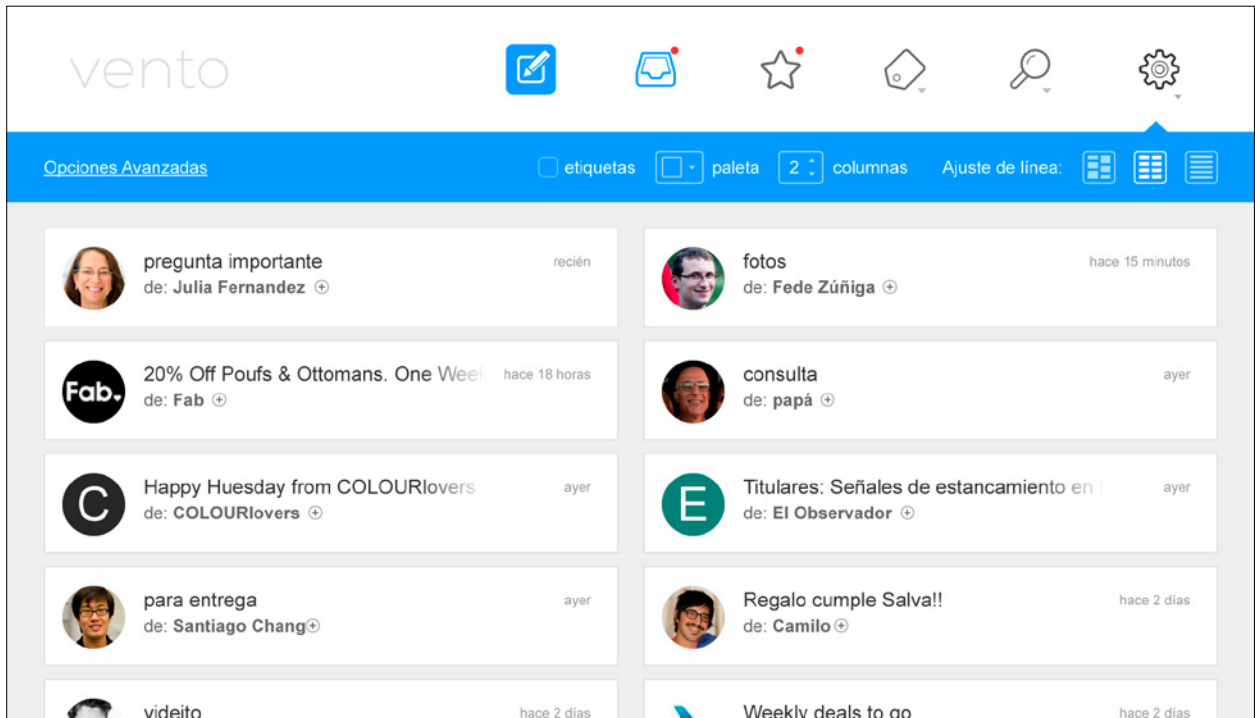 vento
Opciones Avanzadas
etiquetas
paleta
2
columnas
Ajuste de línea:
pregunta importante
recién
de: Julia Fernandez
fotos
hace 15 minutos
de: Fede Zúñiga
Fab.
20% Off Poufs & Ottomans. One Week
hace 18 horas
de: Fab
consulta
ayer
de: papá
C
Happy Huesday from COLOURlovers
ayer
de: COLOURlovers
E
Titulares: Señales de estancamiento en
ayer
de: El Observador
para entrega
ayer
de: Santiago Chang
Regalo cumple Salva!!
hace 2 días
de: Camilo
videito
hace 2 días
Weekly deals to go
hace 2 días